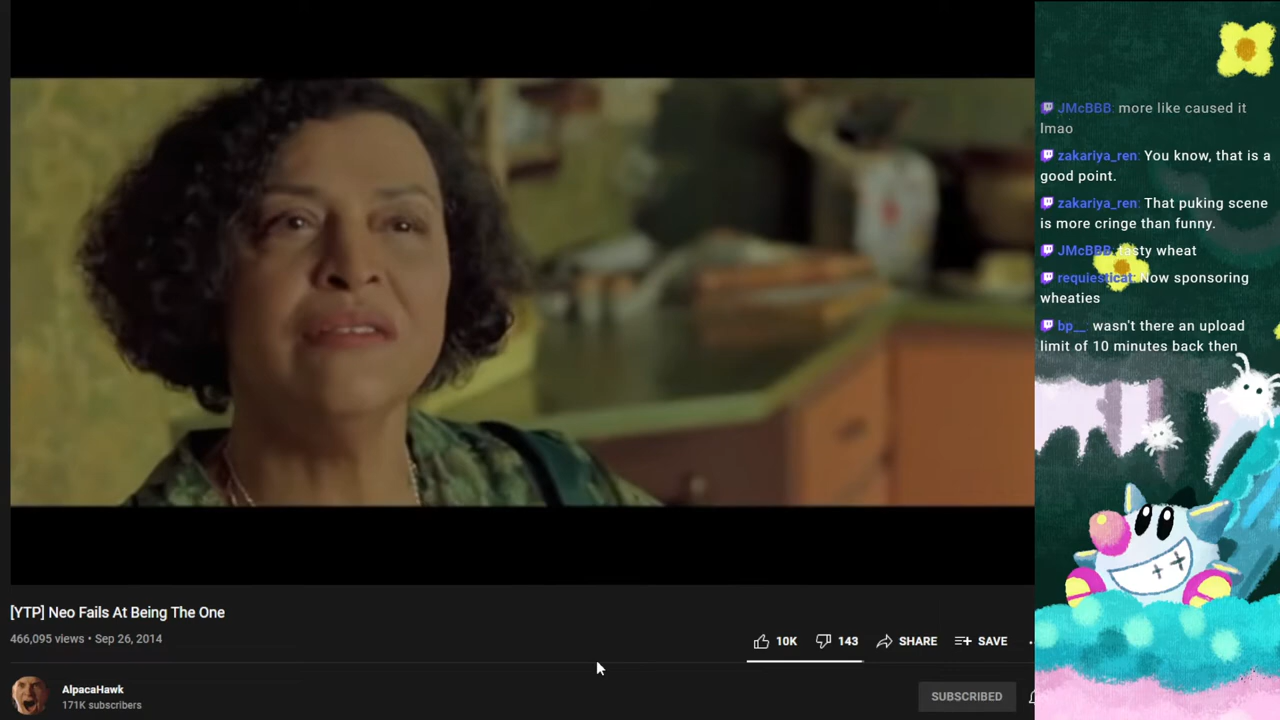 JMcBBB: more like caused it
lmao
zakariya_ren: You know, that is a
good point.
zakariya_ren: That puking scene
is more cringe than funny.
JMcBBB: tasty wheat
requiesticat: Now sponsoring
wheaties
bp__: wasn't there an upload
limit of 10 minutes back then
[YTP] Neo Fails At Being The One
466,095 views • Sep 26, 2014
10K 143 SHARE SAVE
AlpacaHawk
171K subscribers
SUBSCRIBED